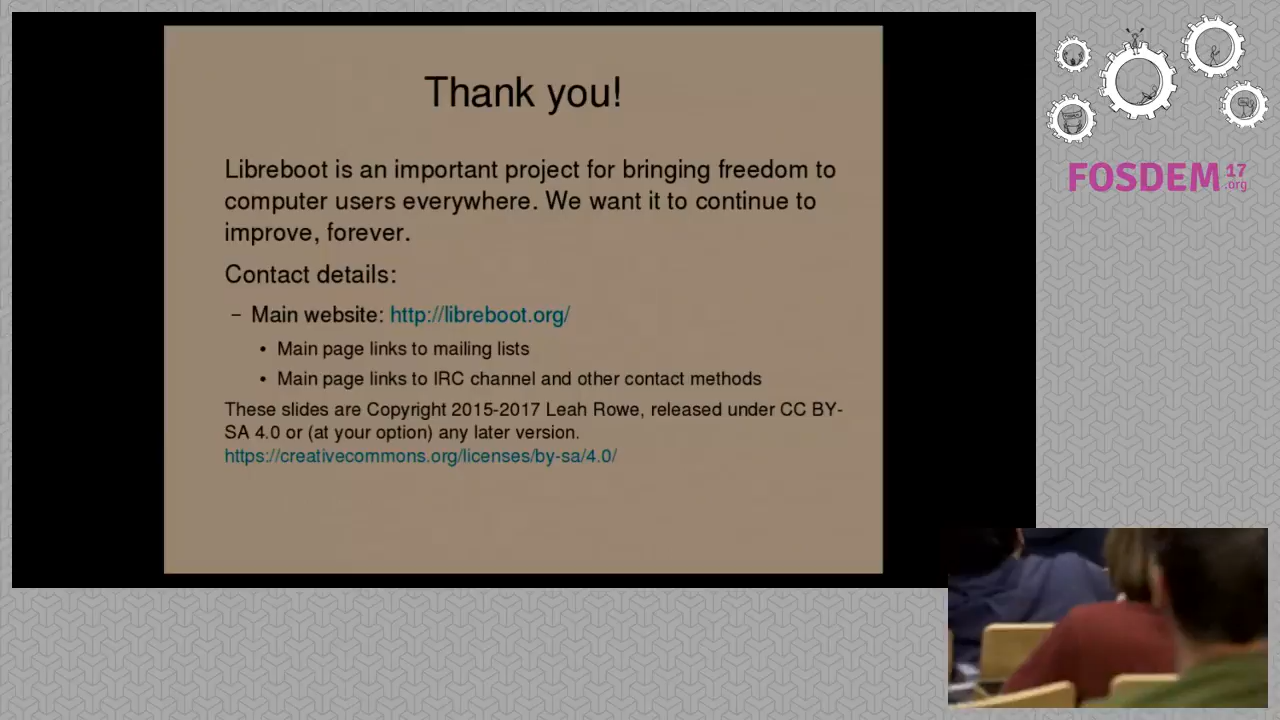 Thank you!
Libreboot is an important project for bringing freedom to
computer users everywhere. We want it to continue to
improve, forever.
Contact details:
– Main website: http://libreboot.org/
• Main page links to mailing lists
• Main page links to IRC channel and other contact methods
These slides are Copyright 2015-2017 Leah Rowe, released under CC BY-
SA 4.0 or (at your option) any later version.
https://creativecommons.org/licenses/by-sa/4.0/
FOSDEM 17
.org